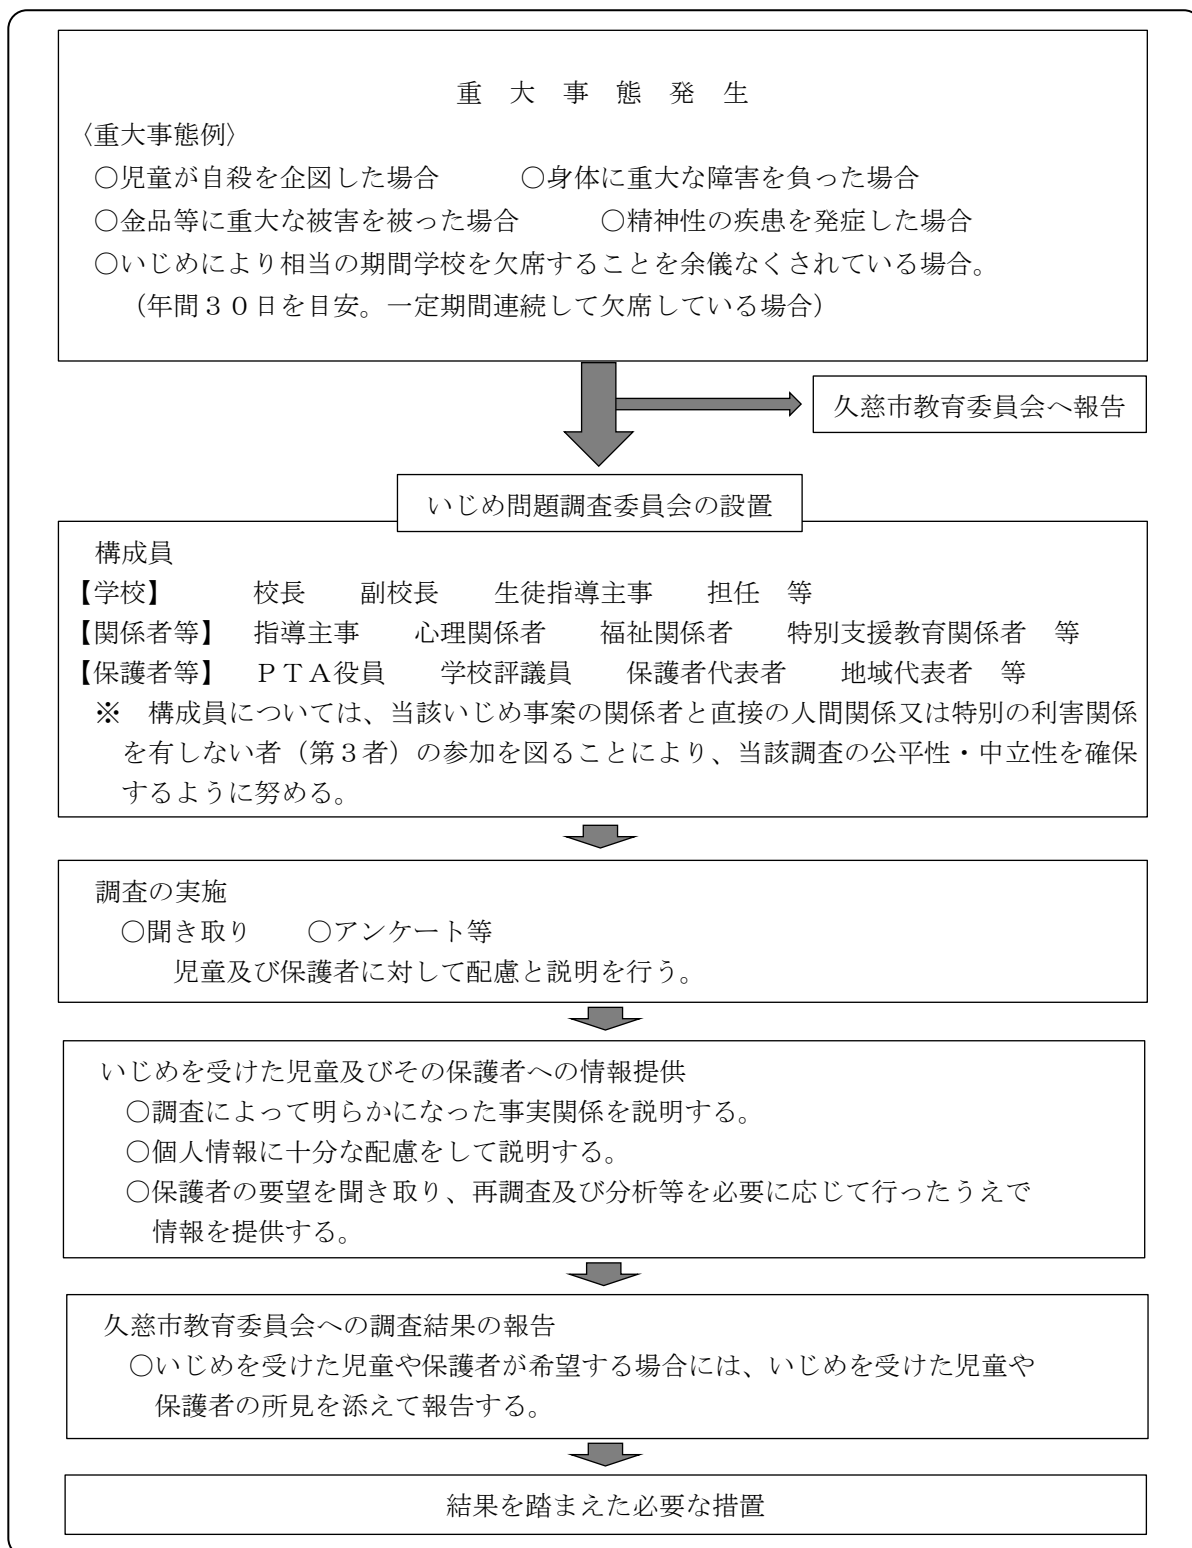 重 大 事 態 発 生
〈重大事態例〉
○児童が自殺を企図した場合　　　○身体に重大な障害を負った場合
○金品等に重大な被害を被った場合　　　○精神性の疾患を発症した場合
○いじめにより相当の期間学校を欠席することを余儀なくされている場合。
（年間３０日を目安。一定期間連続して欠席している場合）
久慈市教育委員会へ報告
いじめ問題調査委員会の設置
構成員
【学校】　　　校長　　副校長　　生徒指導主事　　担任　等
【関係者等】　指導主事　　心理関係者　　福祉関係者　　特別支援教育関係者　等
【保護者等】　ＰＴＡ役員　　学校評議員　　保護者代表者　　地域代表者　等
※　構成員については、当該いじめ事案の関係者と直接の人間関係又は特別の利害関係
を有しない者（第３者）の参加を図ることにより、当該調査の公平性・中立性を確保
するように努める。
調査の実施
○聞き取り　　○アンケート等
児童及び保護者に対して配慮と説明を行う。
いじめを受けた児童及びその保護者への情報提供
○調査によって明らかになった事実関係を説明する。
○個人情報に十分な配慮をして説明する。
○保護者の要望を聞き取り、再調査及び分析等を必要に応じて行ったうえで
情報を提供する。
久慈市教育委員会への調査結果の報告
○いじめを受けた児童や保護者が希望する場合には、いじめを受けた児童や
保護者の所見を添えて報告する。
結果を踏まえた必要な措置